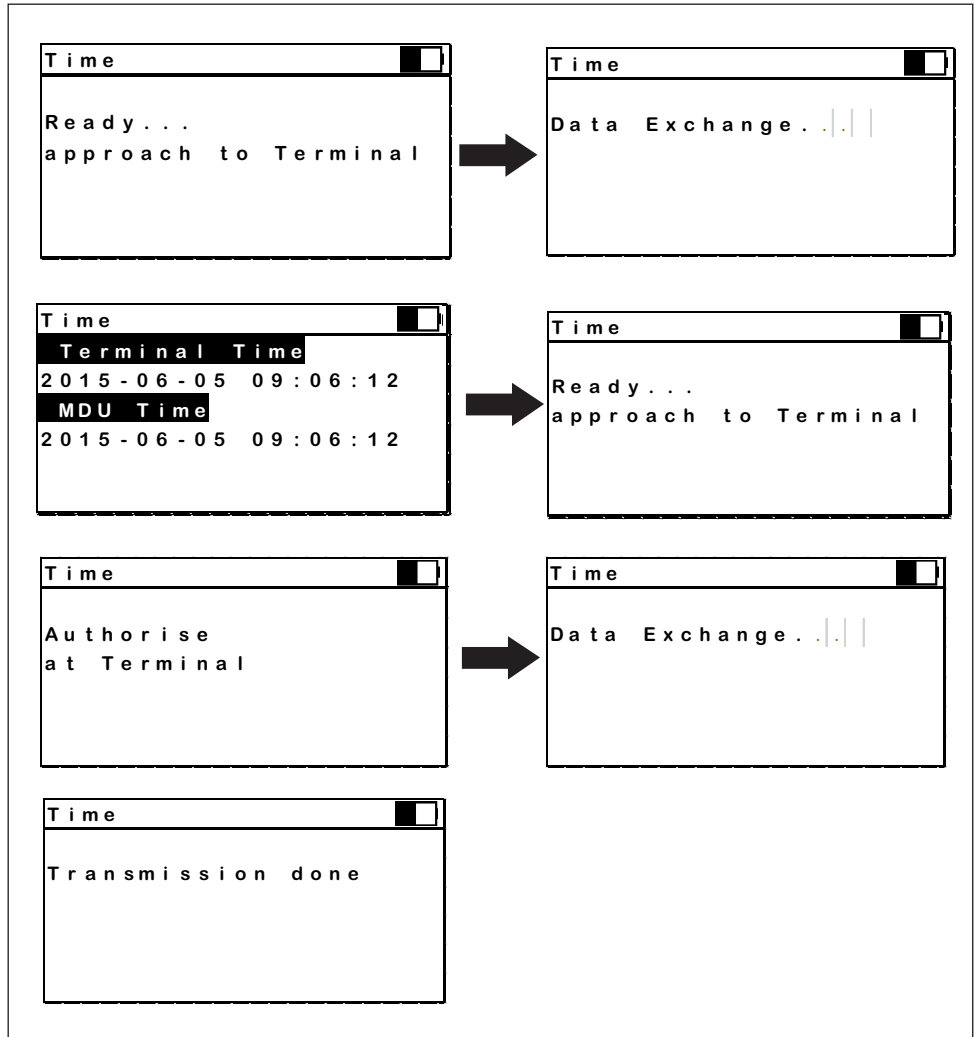 Time
Ready...
approach to Terminal
Time
Data Exchange...
Time
Terminal Time
2015-06-05 09:06:12
MDU Time
2015-06-05 09:06:12
Time
Ready...
approach to Terminal
Time
Authorise
at Terminal
Time
Data Exchange...
Time
Transmission done